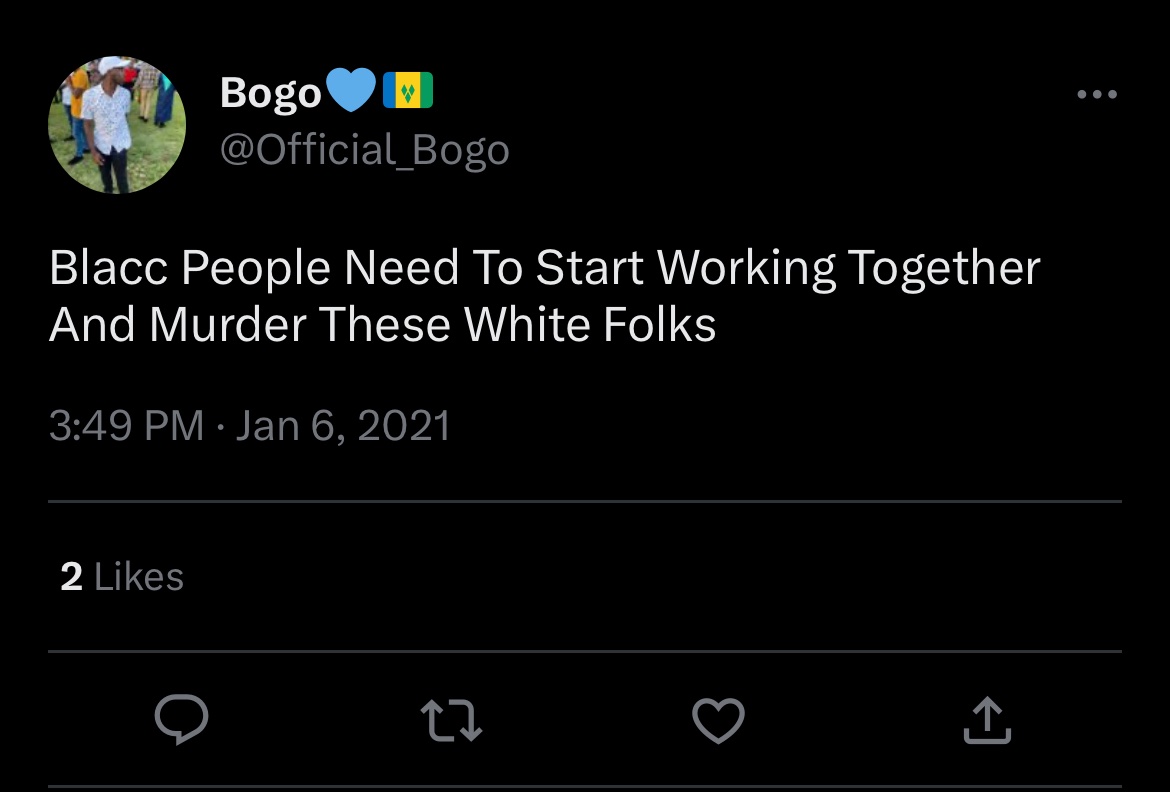 Bogo💙🇻🇨
@Official_Bogo
Blacc People Need To Start Working Together
And Murder These White Folks
3:49 PM · Jan 6, 2021
2 Likes